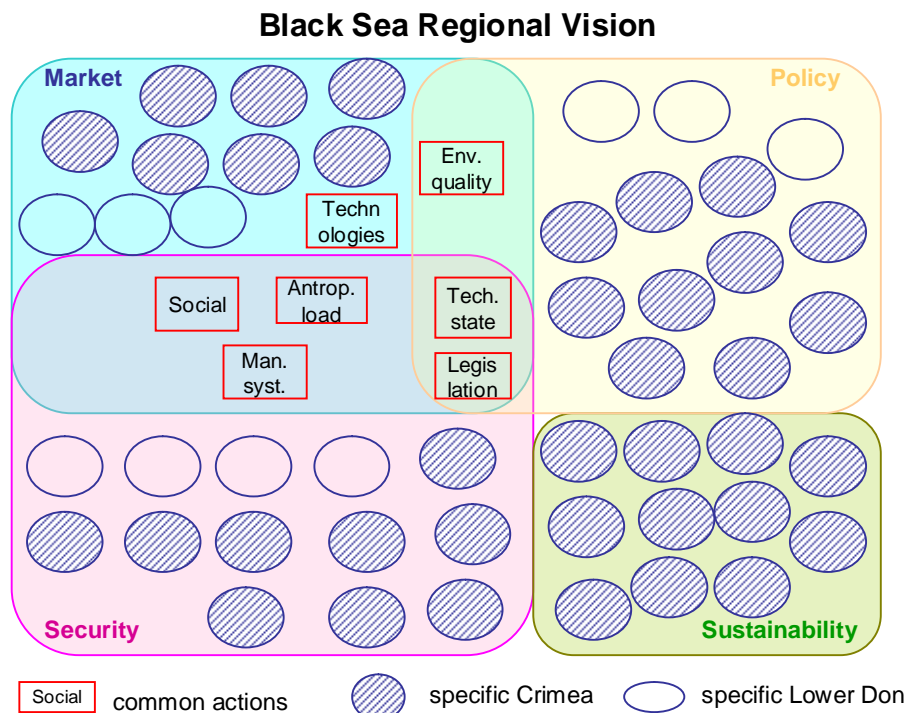 Black Sea Regional Vision
Market
Policy
Env.
quality
Techn
ologies
Social
Antrop.
load
Tech.
state
Man.
syst.
Legis
lation
Security
Sustainability
Social
common actions
specific Crimea
specific Lower Don